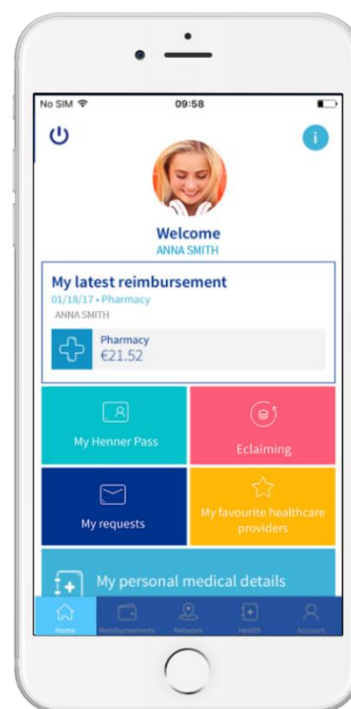 No SIM 09:58
i
Welcome
ANNA SMITH
My latest reimbursement
01/18/17 • Pharmacy
ANNA SMITH
Pharmacy
€21.52
My Henner Pass
Eclaiming
My requests
My favourite healthcare
providers
My personal medical details
Home Reimbursements Network Health Account